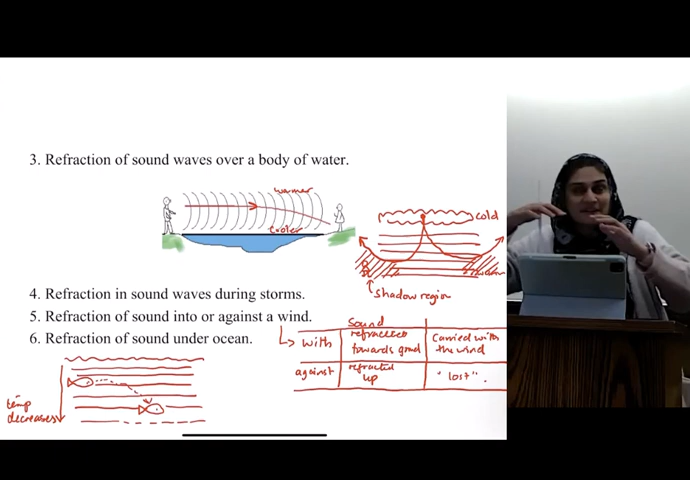 3. Refraction of sound waves over a body of water.
warmer
cooler
cold
warm
Shadow region
4. Refraction in sound waves during storms.
5. Refraction of sound into or against a wind.
6. Refraction of sound under ocean.
Sound
with
refracted
towards gond
Carried with
the wind
against
refracted
up
"lost".
temp
decreases